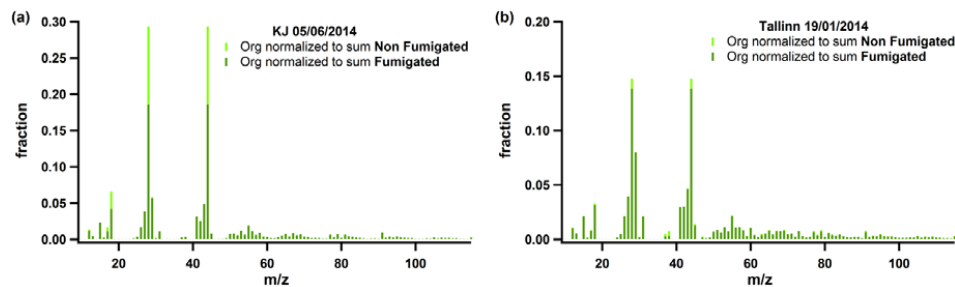 (a)
KJ 05/06/2014
Org normalized to sum Non Fumigated
Org normalized to sum Fumigated
0.30
0.25
0.20
0.15
0.10
0.05
0.00
fraction
20
40
60
80
100
m/z
(b)
Tallinn 19/01/2014
Org normalized to sum Non Fumigated
Org normalized to sum Fumigated
0.20
0.15
0.10
0.05
0.00
fraction
20
40
60
80
100
m/z